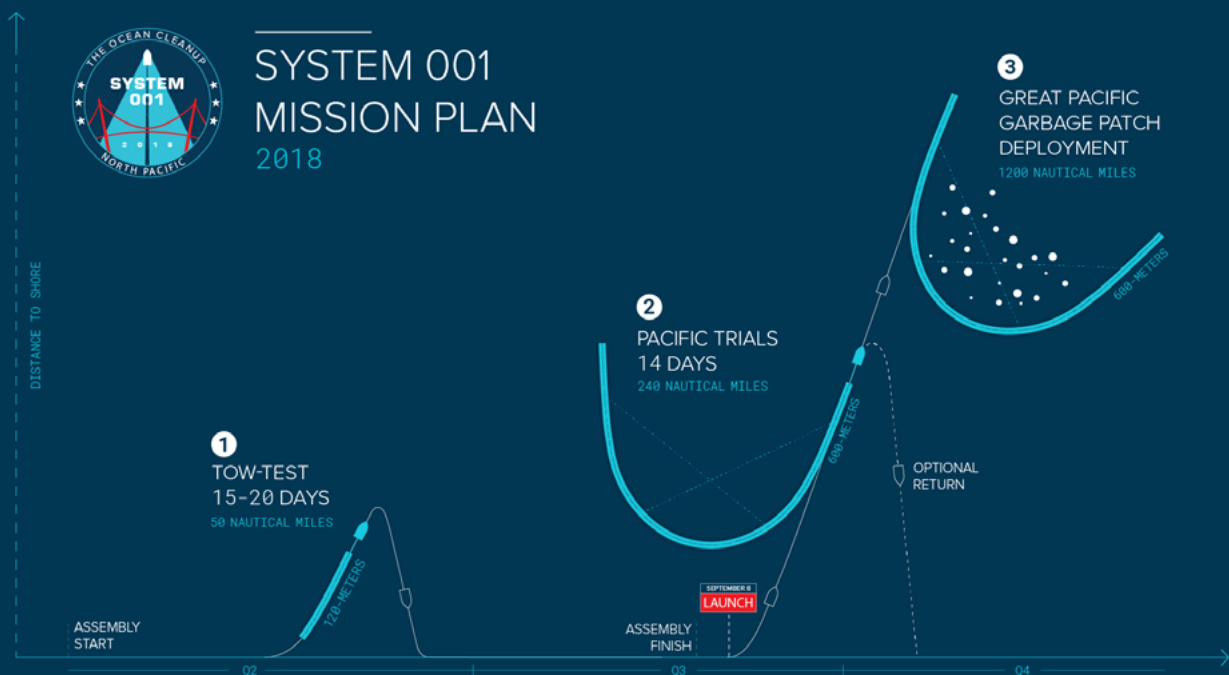 THE OCEAN CLEANUP
SYSTEM
001
2018
NORTH PACIFIC
SYSTEM 001
MISSION PLAN
2018
3
GREAT PACIFIC
GARBAGE PATCH
DEPLOYMENT
1200 NAUTICAL MILES
600-METERS
DISTANCE TO SHORE
2
PACIFIC TRIALS
14 DAYS
240 NAUTICAL MILES
600-METERS
OPTIONAL
RETURN
1
TOW-TEST
15-20 DAYS
50 NAUTICAL MILES
120-METERS
SEPTEMBER 8
LAUNCH
ASSEMBLY
START
ASSEMBLY
FINISH
02
03
04